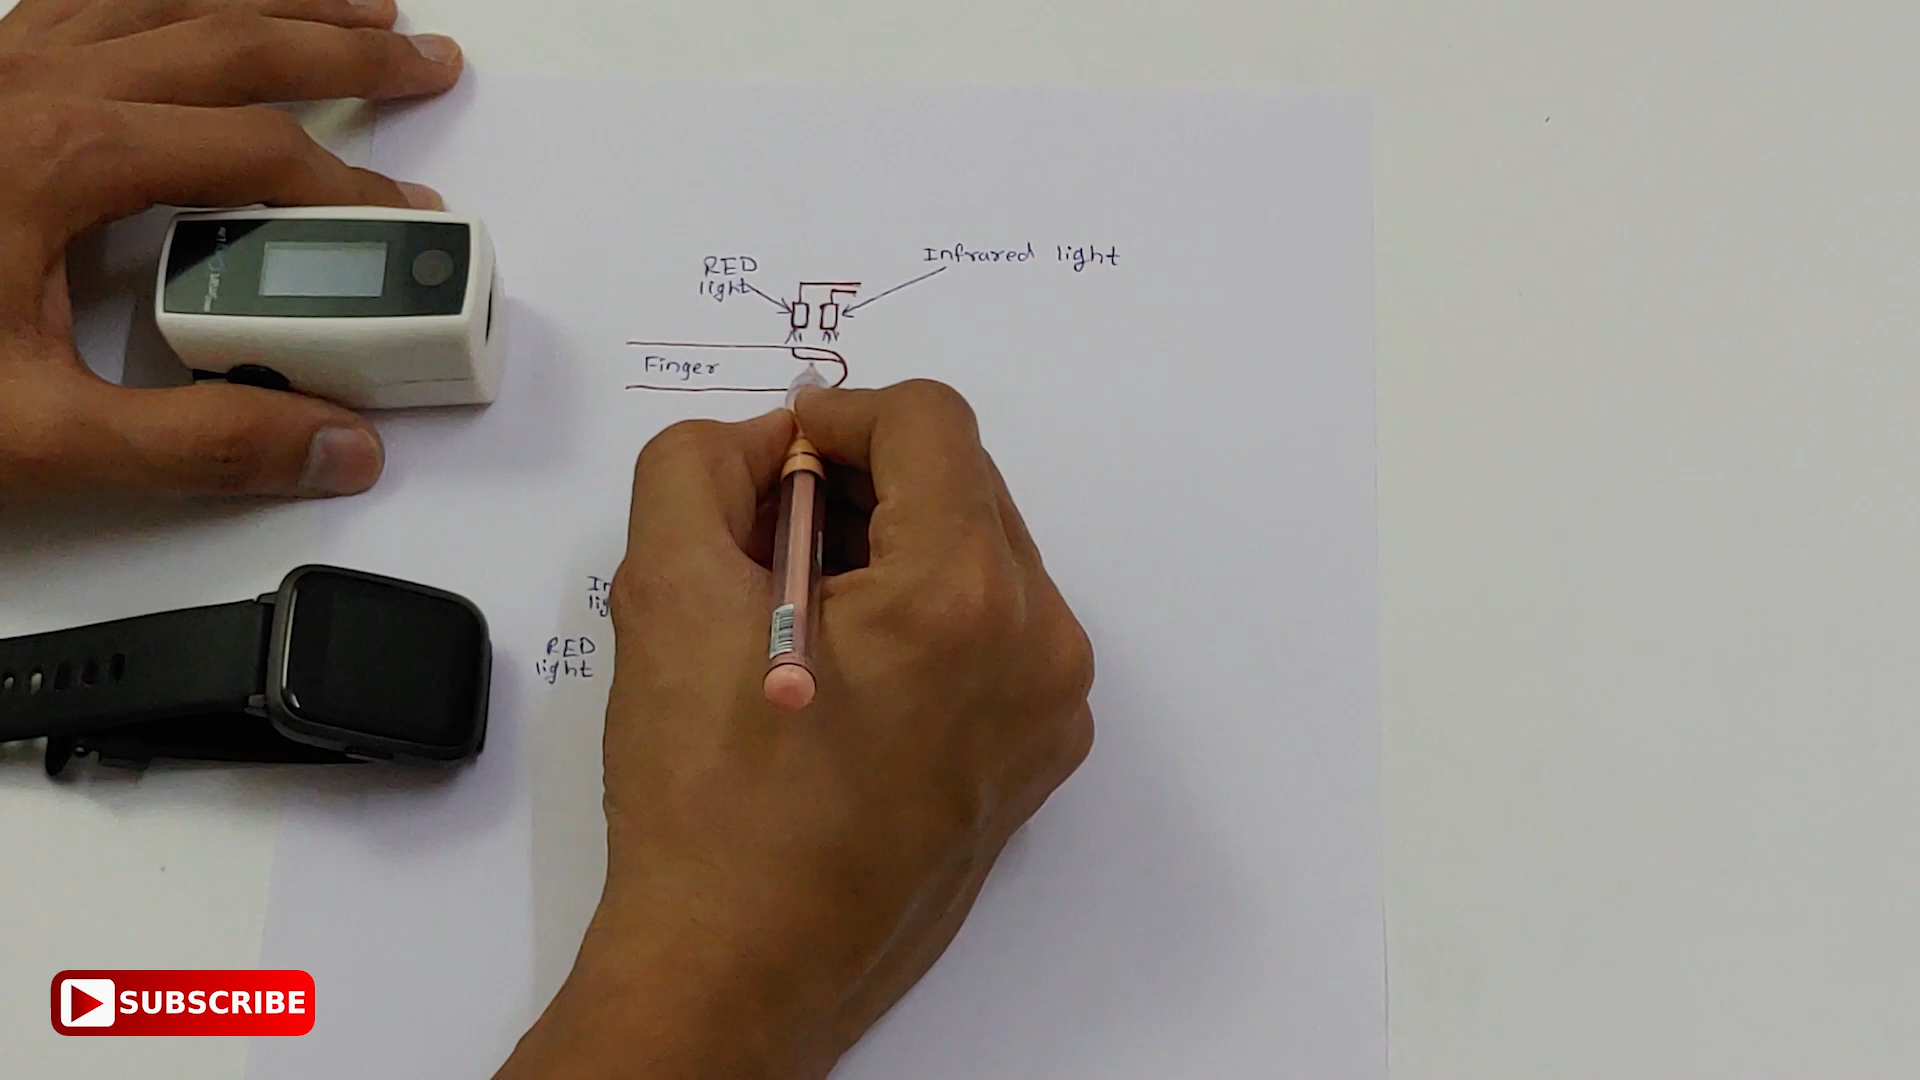 Infrared light
RED
light
Finger
RED
light
SUBSCRIBE